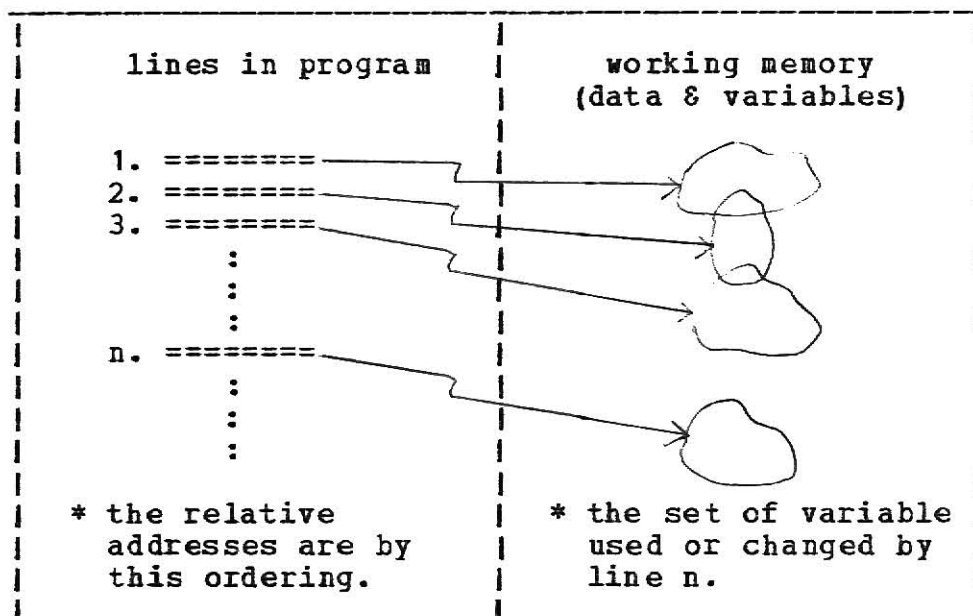 lines in program
working memory
(data & variables)
1. ========
2. ========
3. ========
:
:
:
n. ========
:
:
:
* the relative
addresses are by
this ordering.
* the set of variable
used or changed by
line n.